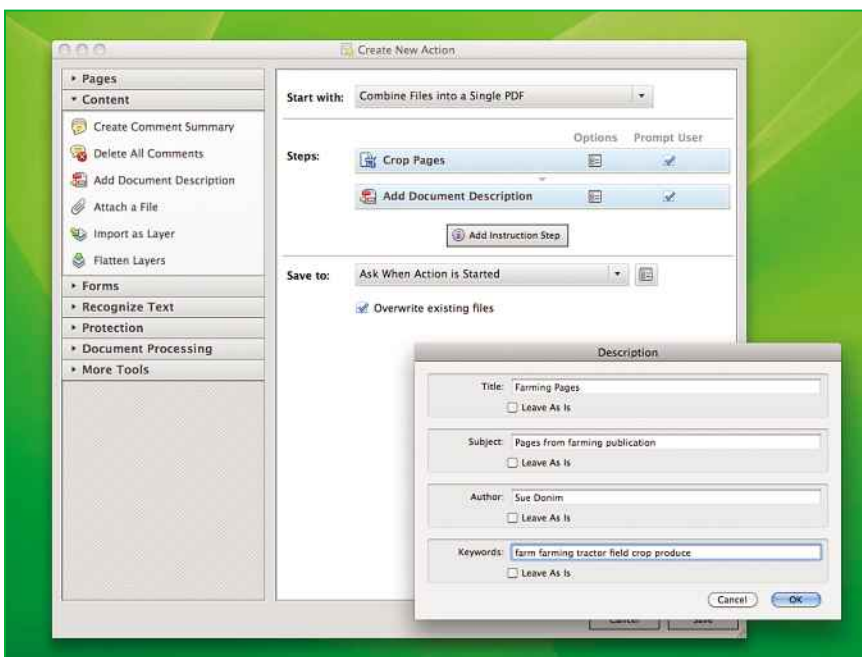 Create New Action
Pages
Content
Create Comment Summary
Delete All Comments
Add Document Description
Attach a File
Import as Layer
Flatten Layers
Forms
Recognize Text
Protection
Document Processing
More Tools
Start with: Combine Files into a Single PDF
Options Prompt User
Steps: Crop Pages
Add Document Description
Add Instruction Step
Save to: Ask When Action is Started
Overwrite existing files
Description
Title: Farming Pages
Leave As Is
Subject: Pages from farming publication
Leave As Is
Author: Sue Donim
Leave As Is
Keywords: farm farming tractor field crop produce
Leave As Is
Cancel OK
Cancel Save